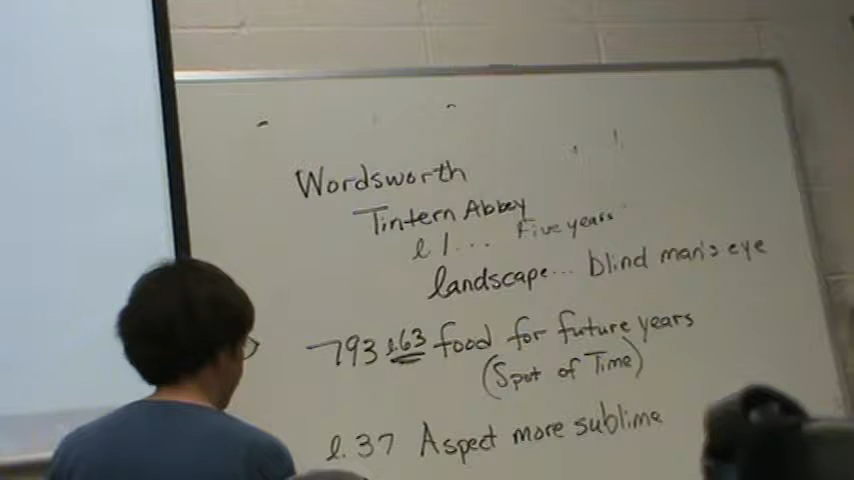 Wordsworth
Tintern Abbey
l 1... Five years
landscape... blind man's eye
793 l.63 food for future years
(Spot of Time)
l.37 Aspect more sublime